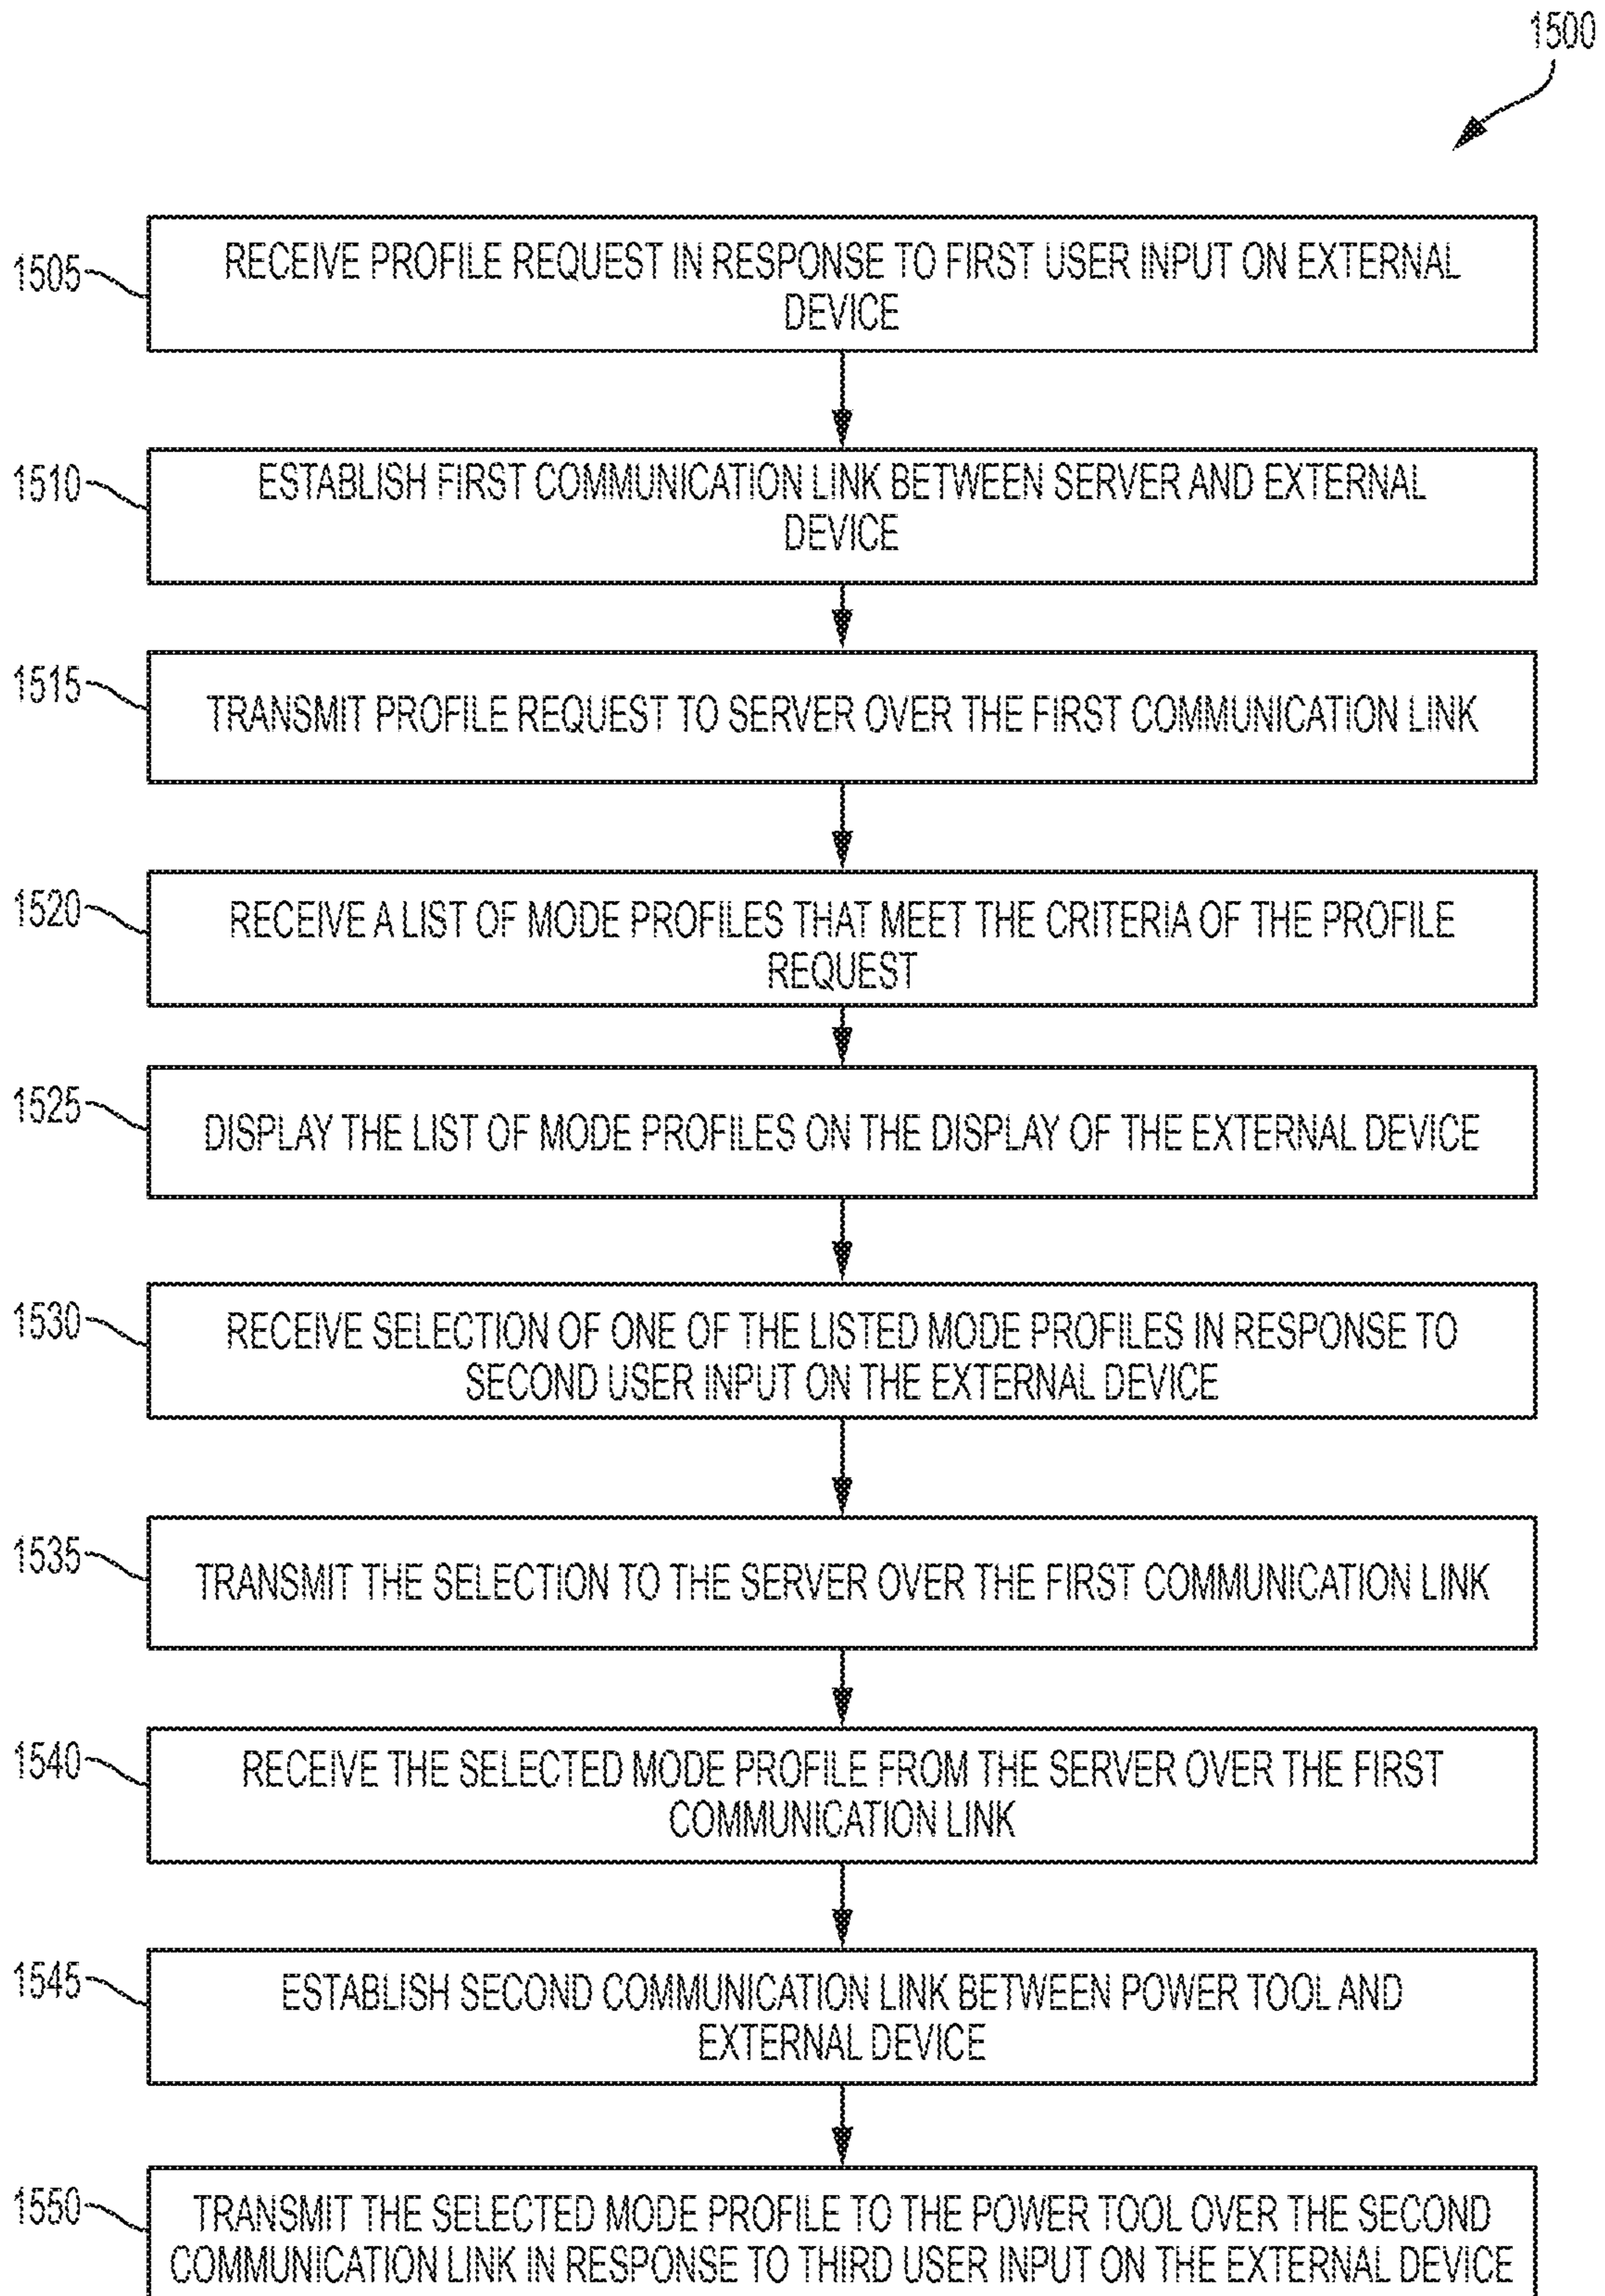 1500
1505
RECEIVE PROFILE REQUEST IN RESPONSE TO FIRST USER INPUT ON EXTERNAL
DEVICE
1510
ESTABLISH FIRST COMMUNICATION LINK BETWEEN SERVER AND EXTERNAL
DEVICE
1515
TRANSMIT PROFILE REQUEST TO SERVER OVER THE FIRST COMMUNICATION LINK
1520
RECEIVE A LIST OF MODE PROFILES THAT MEET THE CRITERIA OF THE PROFILE
REQUEST
1525
DISPLAY THE LIST OF MODE PROFILES ON THE DISPLAY OF THE EXTERNAL DEVICE
1530
RECEIVE SELECTION OF ONE OF THE LISTED MODE PROFILES IN RESPONSE TO
SECOND USER INPUT ON THE EXTERNAL DEVICE
1535
TRANSMIT THE SELECTION TO THE SERVER OVER THE FIRST COMMUNICATION LINK
1540
RECEIVE THE SELECTED MODE PROFILE FROM THE SERVER OVER THE FIRST
COMMUNICATION LINK
1545
ESTABLISH SECOND COMMUNICATION LINK BETWEEN POWER TOOL AND
EXTERNAL DEVICE
1550
TRANSMIT THE SELECTED MODE PROFILE TO THE POWER TOOL OVER THE SECOND
COMMUNICATION LINK IN RESPONSE TO THIRD USER INPUT ON THE EXTERNAL DEVICE